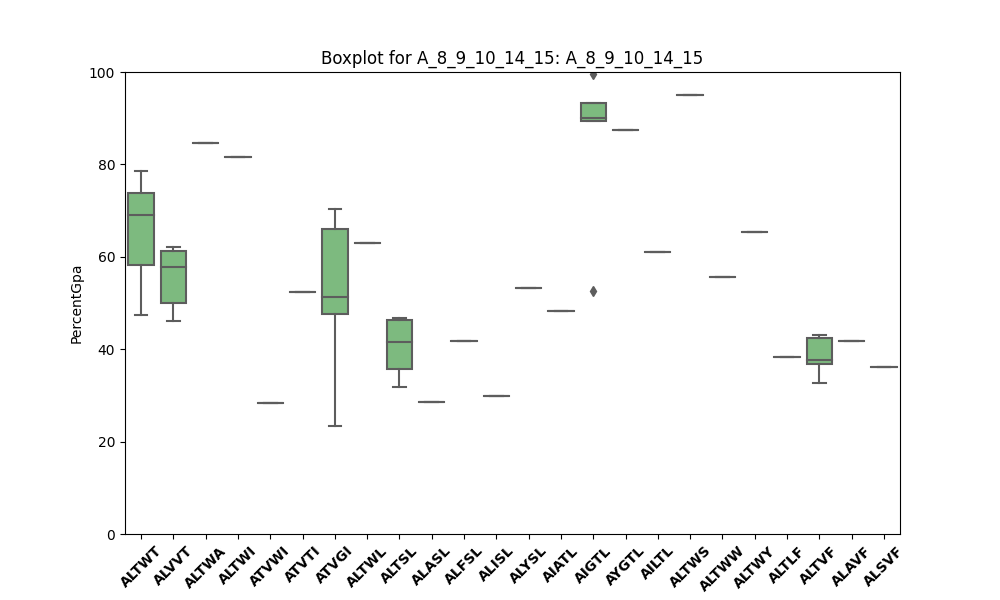 Boxplot for A_8_9_10_14_15: A_8_9_10_14_15
100
80
60
40
20
0
PercentGpa
ALTWT
ALVVT
ALTWA
ALTWI
ATVWI
ATVTI
ATVGI
ALTWL
ALTSL
ALASL
ALFSL
ALISL
ALYSL
AIATL
AIGTL
AYGTL
AILTL
ALTWS
ALTWW
ALTWY
ALTLF
ALTVF
ALAVF
ALSVF